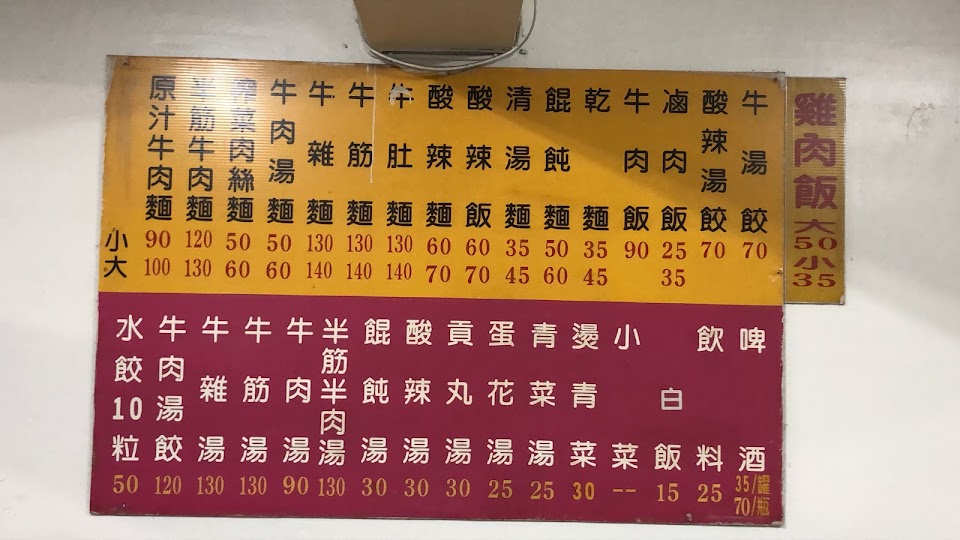 小
大
原汁牛肉麵 90 100
半筋牛肉麵 120 130
菜肉絲麵 50 60
牛肉湯麵 50 60
牛雜麵 130 140
牛筋麵 130 140
牛肚麵 130 140
酸辣麵 60 70
酸辣飯 60 70
清湯麵 35 45
餛飩麵 50 60
乾麵 35 45
牛肉飯 90
滷肉飯 25 35
酸辣湯餃 70
牛湯餃 70
雞肉飯 大50 小35
水餃10粒 50
牛肉湯餃 120
牛雜湯 130
牛筋湯 130
牛肉湯 90
半筋半肉湯 130
餛飩湯 30
酸辣湯 30
貢丸湯 30
蛋花湯 25
青菜湯 25
燙青菜 30
小菜 --
白飯 15
飲料 25
啤酒 35/罐 70/瓶